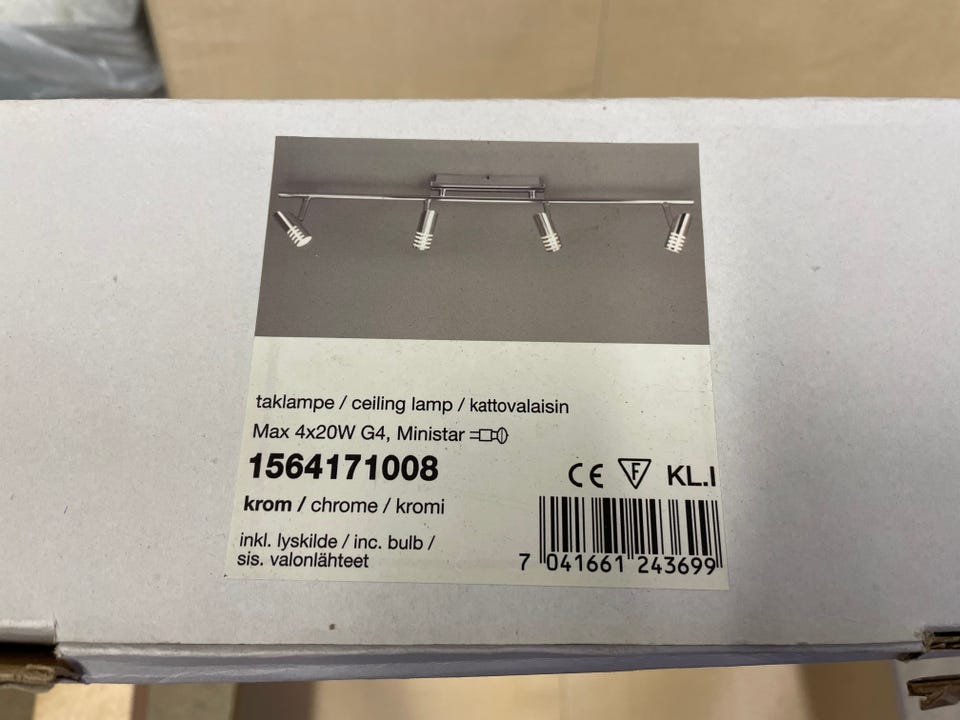 taklampe / ceiling lamp / kattovalaisin
Max 4x20W G4, Ministar
1564171008
CE F KL.I
krom / chrome / kromi
inkl. lyskilde / inc. bulb /
sis. valonlähteet
7 041661 243699